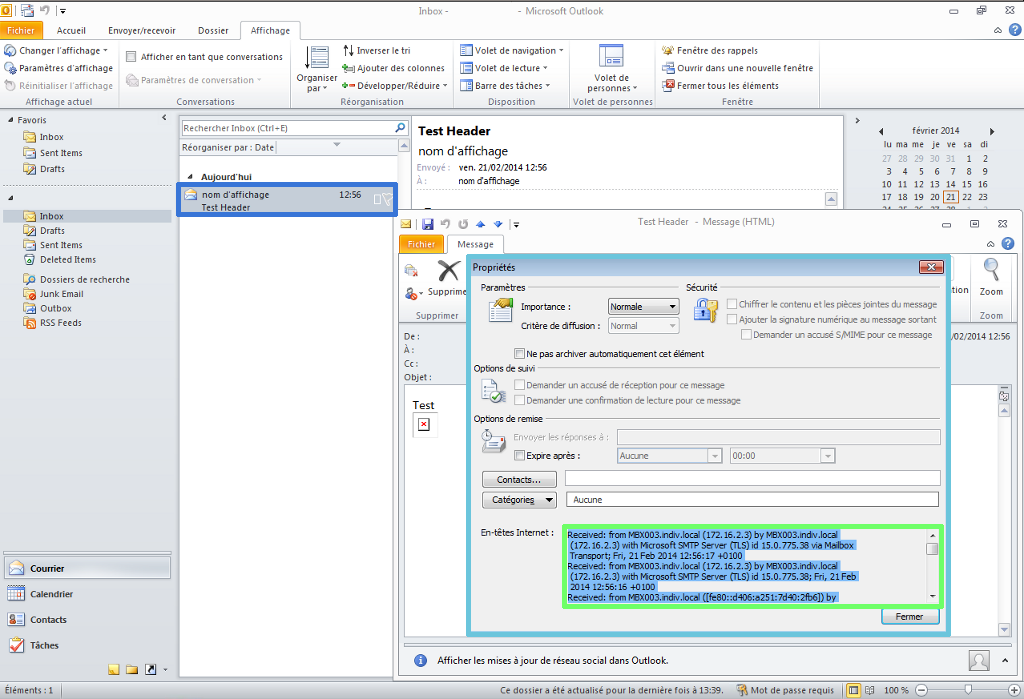 Inbox -   - Microsoft Outlook
Fichier Accueil Envoyer/recevoir Dossier Affichage
Changer l'affichage
Paramètres d'affichage
Réinitialiser l'affichage
Affichage actuel
Afficher en tant que conversations
Paramètres de conversation
Conversations
Organiser par
Inverser le tri
Ajouter des colonnes
Développer/Réduire
Réorganisation
Volet de navigation
Volet de lecture
Barre des tâches
Disposition
Volet de personnes
Volet de personnes
Fenêtre des rappels
Ouvrir dans une nouvelle fenêtre
Fermer tous les éléments
Fenêtre
Favoris
Inbox
Sent Items
Drafts
Inbox
Drafts
Sent Items
Deleted Items
Dossiers de recherche
Junk Email
Outbox
RSS Feeds
Courrier
Calendrier
Contacts
Tâches
Rechercher Inbox (Ctrl+E)
Réorganiser par : Date
Aujourd'hui
nom d'affichage 12:56
Test Header
Test Header
nom d'affichage
Envoyé : ven. 21/02/2014 12:56
À : nom d'affichage
février 2014
lu ma me je ve sa di
27 28 29 30 31 1 2
3 4 5 6 7 8 9
10 11 12 13 14 15 16
17 18 19 20 21 22 23
Test Header - Message (HTML)
Fichier Message
Supprime
Supprimer
tion
Zoom
Zoom
De :
À :
Cc :
Objet :
/02/2014 12:56
Test
Propriétés
Paramètres
Importance : Normale
Critère de diffusion : Normal
Sécurité
Chiffrer le contenu et les pièces jointes du message
Ajouter la signature numérique au message sortant
Demander un accusé S/MIME pour ce message
Ne pas archiver automatiquement cet élément
Options de suivi
Demander un accusé de réception pour ce message
Demander une confirmation de lecture pour ce message
Options de remise
Envoyer les réponses à :
Expire après : Aucune 00:00
Contacts...
Catégories Aucune
En-têtes Internet :
Received: from MBX003.indiv.local (172.16.2.3) by MBX003.indiv.local
(172.16.2.3) with Microsoft SMTP Server (TLS) id 15.0.775.38 via Mailbox
Transport; Fri, 21 Feb 2014 12:56:17 +0100
Received: from MBX003.indiv.local (172.16.2.3) by MBX003.indiv.local
(172.16.2.3) with Microsoft SMTP Server (TLS) id 15.0.775.38; Fri, 21 Feb
2014 12:56:16 +0100
Received: from MBX003.indiv.local ([fe80::d406:a251:7d40:2fb6]) by
Fermer
Afficher les mises à jour de réseau social dans Outlook.
Éléments : 1
Ce dossier a été actualisé pour la dernière fois à 13:39.
Mot de passe requis
100 %